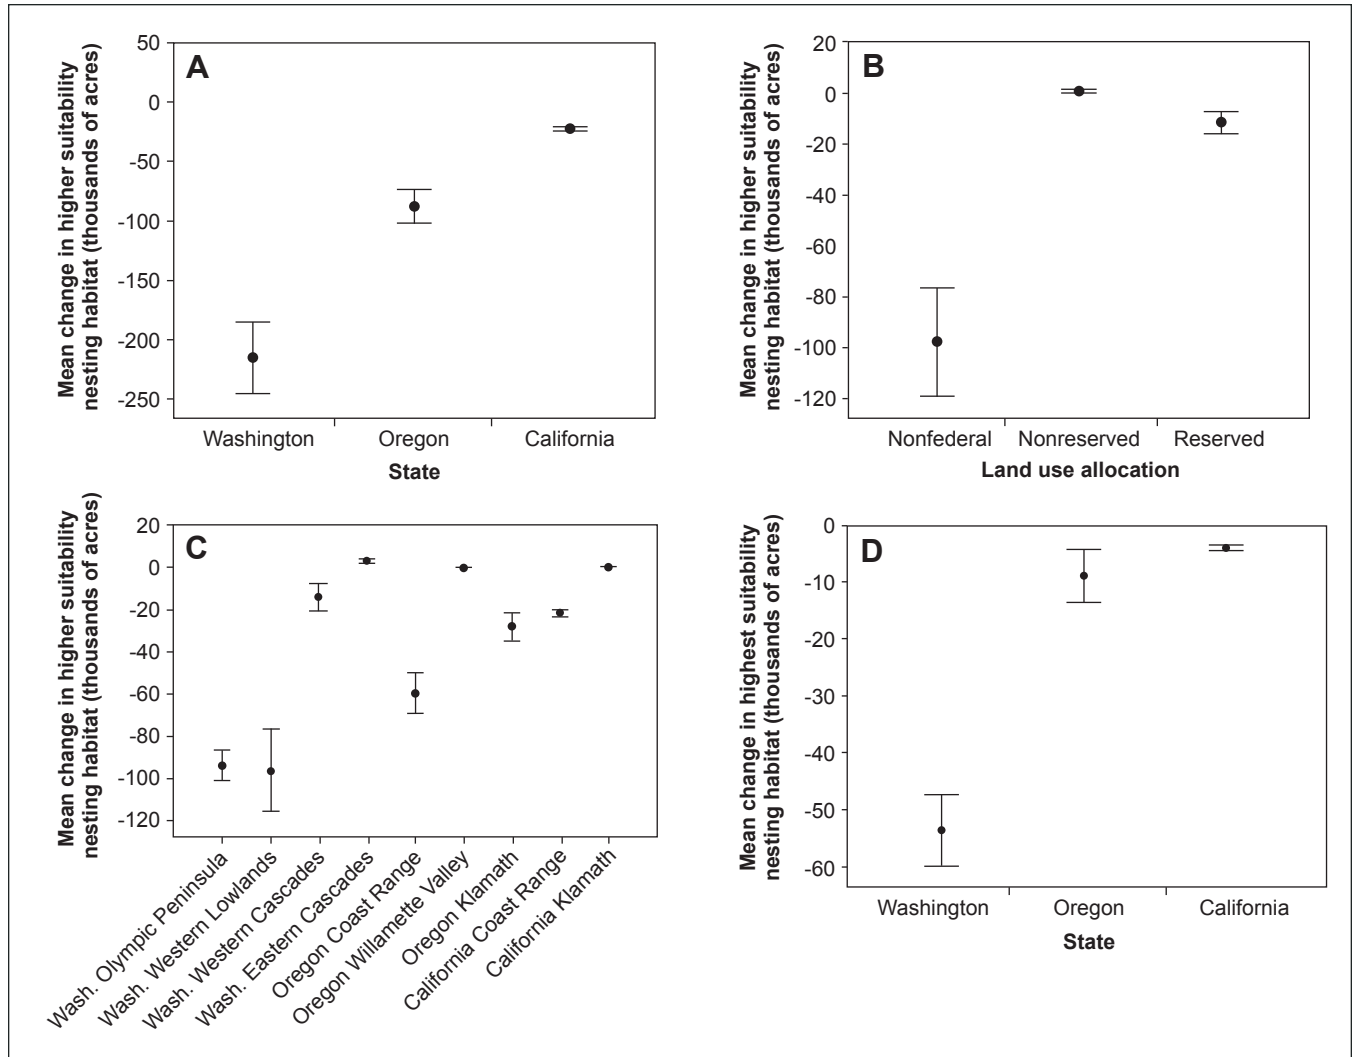 A
Mean change in higher suitability
nesting habitat (thousands of acres)
50
0
-50
-100
-150
-200
-250
Washington
Oregon
California
State
B
Mean change in higher suitability
nesting habitat (thousands of acres)
20
0
-20
-40
-60
-80
-100
-120
Nonfederal
Nonreserved
Reserved
Land use allocation
C
Mean change in higher suitability
nesting habitat (thousands of acres)
20
0
-20
-40
-60
-80
-100
-120
Wash. Olympic Peninsula
Wash. Western Lowlands
Wash. Western Cascades
Wash. Eastern Cascades
Oregon Coast Range
Oregon Willamette Valley
Oregon Klamath
California Coast Range
California Klamath
D
Mean change in highest suitability
nesting habitat (thousands of acres)
0
-10
-20
-30
-40
-50
-60
Washington
Oregon
California
State